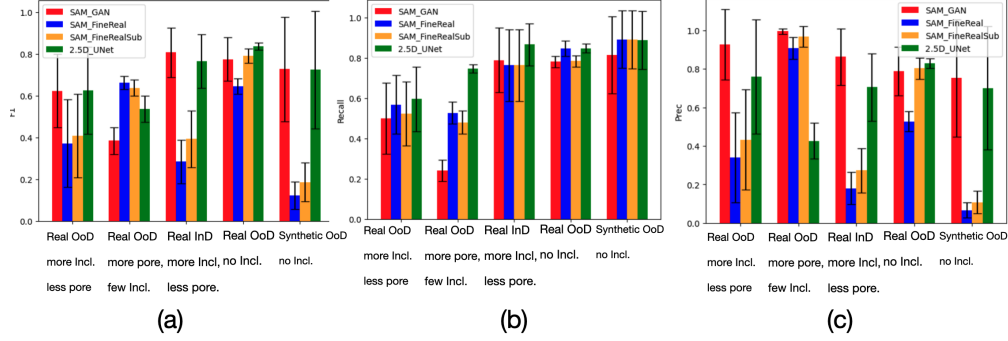 SAM_GAN
SAM_FineReal
SAM_FineRealSub
2.5D_UNet
F1
1.0
0.8
0.6
0.4
0.2
0.0
Real OoD Real OoD Real InD Real OoD Synthetic OoD
more Incl. more pore, more Incl, no Incl. no Incl.
less pore few Incl. less pore.
(a)
SAM_GAN
SAM_FineReal
SAM_FineRealSub
2.5D_UNet
Recall
1.0
0.8
0.6
0.4
0.2
0.0
Real OoD Real OoD Real InD Real OoD Synthetic OoD
more Incl. more pore, more Incl, no Incl. no Incl.
less pore few Incl. less pore.
(b)
SAM_GAN
SAM_FineReal
SAM_FineRealSub
2.5D_UNet
Prec
1.0
0.8
0.6
0.4
0.2
0.0
Real OoD Real OoD Real InD Real OoD Synthetic OoD
more Incl. more pore, more Incl, no Incl. no Incl.
less pore few Incl. less pore.
(c)